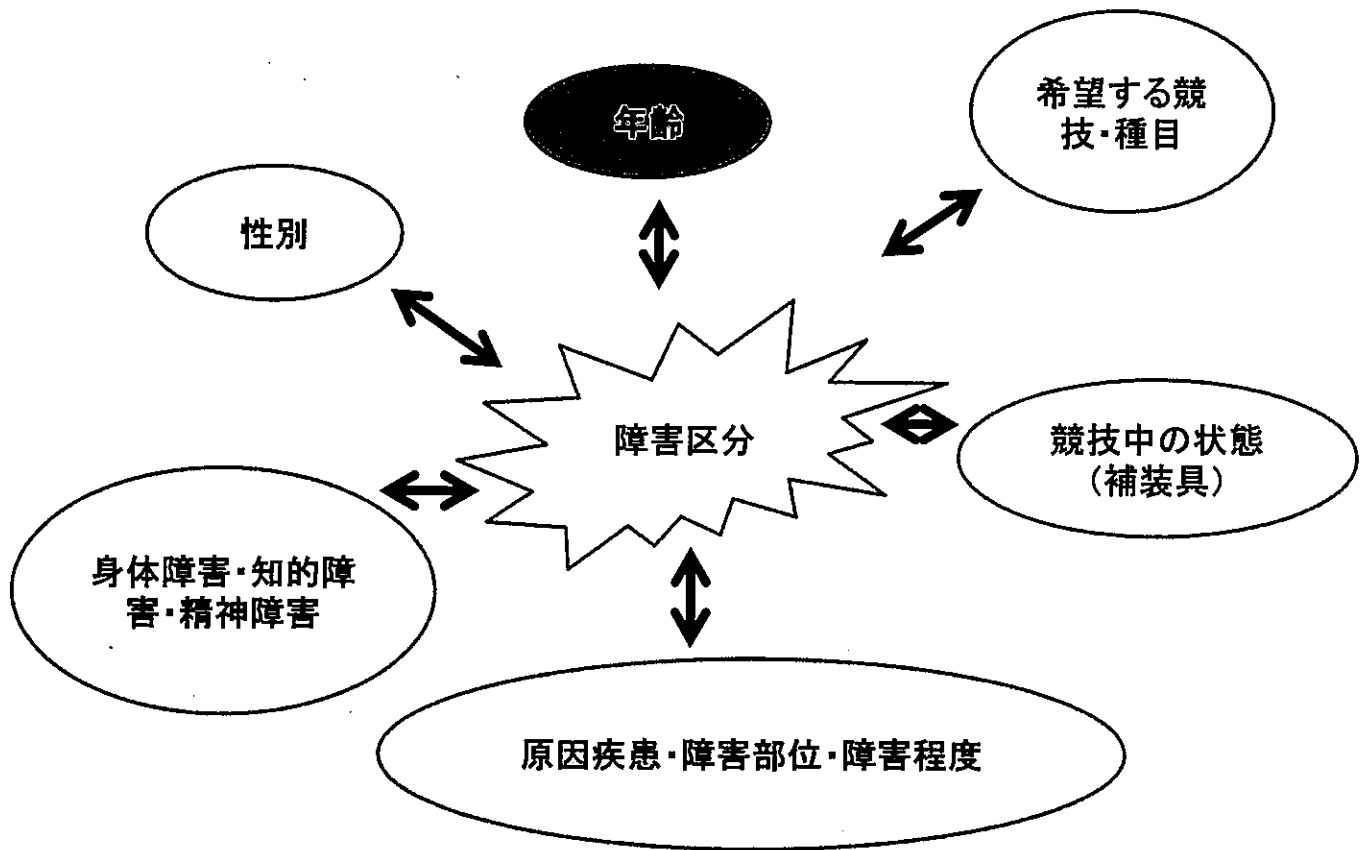 年齢
希望する競
技・種目
性別
障害区分
競技中の状態
(補装具)
身体障害・知的障
害・精神障害
原因疾患・障害部位・障害程度